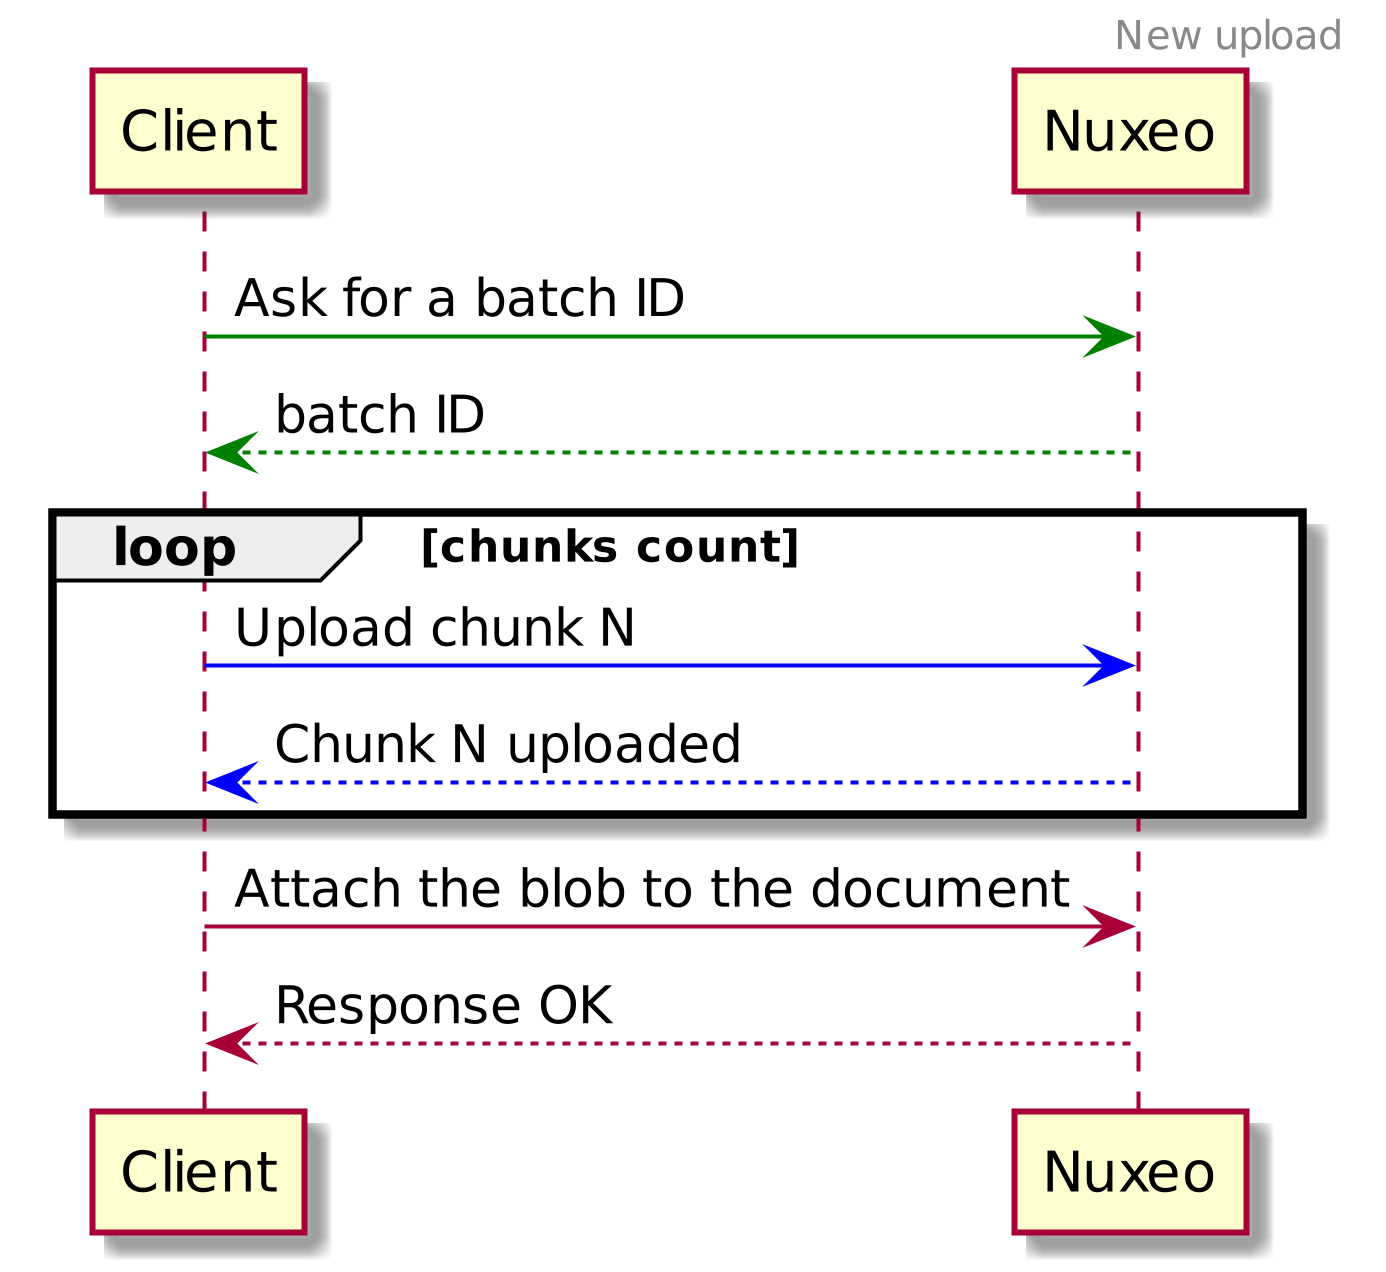 New upload
Client
Nuxeo
Ask for a batch ID
batch ID
loop
[chunks count]
Upload chunk N
Chunk N uploaded
Attach the blob to the document
Response OK
Client
Nuxeo